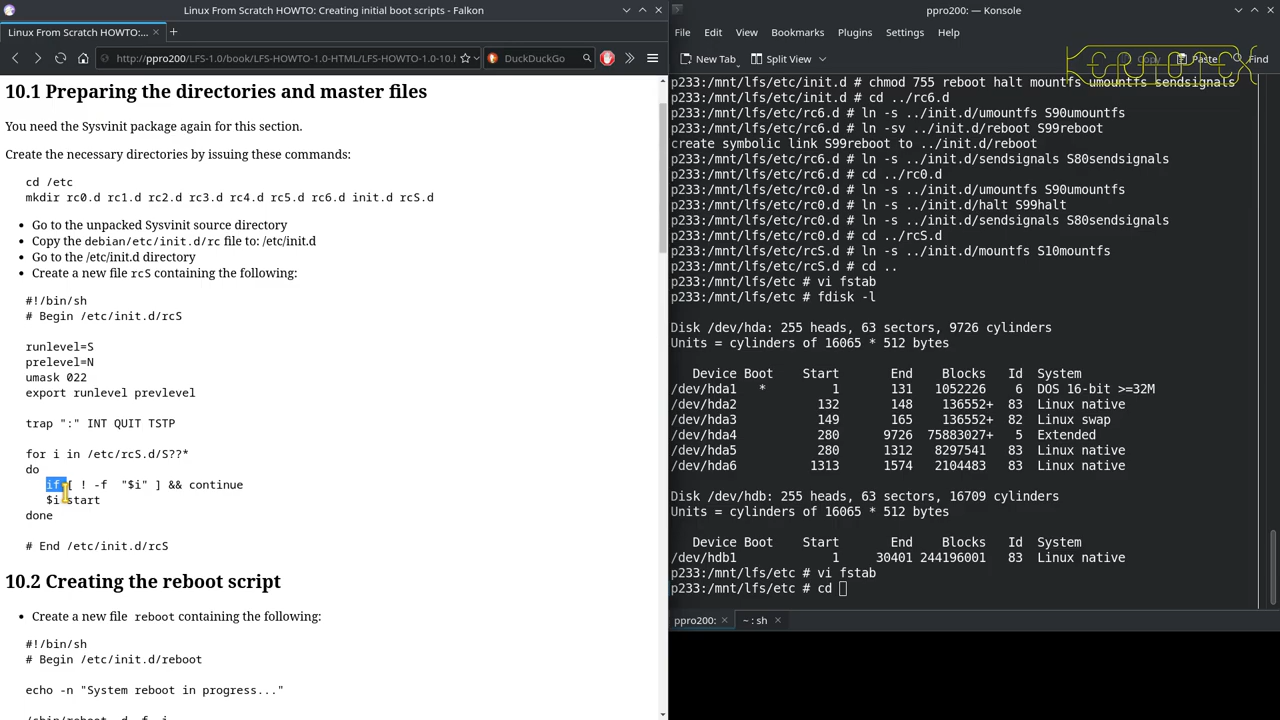 Linux From Scratch HOWTO: Creating initial boot scripts - Falkon
Linux From Scratch HOWTO:...
http://ppro200/LFS-1.0/book/LFS-HOWTO-1.0-HTML/LFS-HOWTO-1.0-10.
DuckDuckGo
10.1 Preparing the directories and master files
You need the Sysvinit package again for this section.
Create the necessary directories by issuing these commands:
cd /etc
mkdir rc0.d rc1.d rc2.d rc3.d rc4.d rc5.d rc6.d init.d rcS.d
• Go to the unpacked Sysvinit source directory
• Copy the debian/etc/init.d/rc file to: /etc/init.d
• Go to the /etc/init.d directory
• Create a new file rcS containing the following:
#!/bin/sh
# Begin /etc/init.d/rcS
runlevel=S
prelevel=N
umask 022
export runlevel prevlevel
trap ":" INT QUIT TSTP
for i in /etc/rcS.d/S??*
do
if [ ! -f "$i" ] && continue
$i start
done
# End /etc/init.d/rcS
10.2 Creating the reboot script
• Create a new file reboot containing the following:
#!/bin/sh
# Begin /etc/init.d/reboot
echo -n "System reboot in progress..."
/sbin/reboot -d -f -i
ppro200: — Konsole
File Edit View Bookmarks Plugins Settings Help
New Tab Split View Copy Paste Find
p233:/mnt/lfs/etc/init.d # chmod 755 reboot halt mountfs umountfs sendsignals
p233:/mnt/lfs/etc/init.d # cd ../rc6.d
p233:/mnt/lfs/etc/rc6.d # ln -s ../init.d/umountfs S90umountfs
p233:/mnt/lfs/etc/rc6.d # ln -sv ../init.d/reboot S99reboot
create symbolic link S99reboot to ../init.d/reboot
p233:/mnt/lfs/etc/rc6.d # ln -s ../init.d/sendsignals S80sendsignals
p233:/mnt/lfs/etc/rc6.d # cd ../rc0.d
p233:/mnt/lfs/etc/rc0.d # ln -s ../init.d/umountfs S90umountfs
p233:/mnt/lfs/etc/rc0.d # ln -s ../init.d/halt S99halt
p233:/mnt/lfs/etc/rc0.d # ln -s ../init.d/sendsignals S80sendsignals
p233:/mnt/lfs/etc/rc0.d # cd ../rcS.d
p233:/mnt/lfs/etc/rcS.d # ln -s ../init.d/mountfs S10mountfs
p233:/mnt/lfs/etc/rcS.d # cd ..
p233:/mnt/lfs/etc # vi fstab
p233:/mnt/lfs/etc # fdisk -l
Disk /dev/hda: 255 heads, 63 sectors, 9726 cylinders
Units = cylinders of 16065 * 512 bytes
Device Boot Start End Blocks Id System
/dev/hda1 * 1 131 1052226 6 DOS 16-bit >=32M
/dev/hda2 132 148 136552+ 83 Linux native
/dev/hda3 149 165 136552+ 82 Linux swap
/dev/hda4 280 9726 75883027+ 5 Extended
/dev/hda5 280 1312 8297541 83 Linux native
/dev/hda6 1313 1574 2104483 83 Linux native
Disk /dev/hdb: 255 heads, 63 sectors, 16709 cylinders
Units = cylinders of 16065 * 512 bytes
Device Boot Start End Blocks Id System
/dev/hdb1 1 30401 244196001 83 Linux native
p233:/mnt/lfs/etc # vi fstab
p233:/mnt/lfs/etc # cd
ppro200: ~ : sh